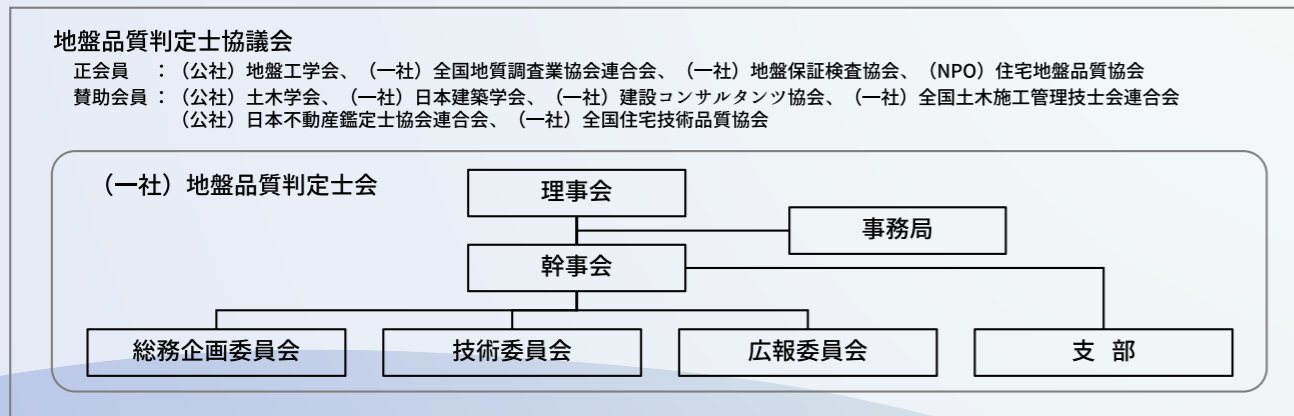 地盤品質判定士協議会
正会員　：（公社）地盤工学会、（一社）全国地質調査業協会連合会、（一社）地盤保証検査協会、（NPO）住宅地盤品質協会
賛助会員：（公社）土木学会、（一社）日本建築学会、（一社）建設コンサルタンツ協会、（一社）全国土木施工管理技士会連合会
（公社）日本不動産鑑定士協会連合会、（一社）全国住宅技術品質協会
（一社）地盤品質判定士会
理事会
事務局
幹事会
総務企画委員会
技術委員会
広報委員会
支 部